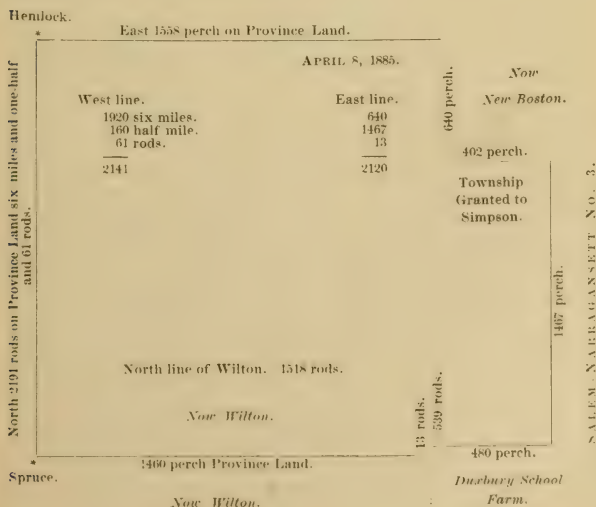 Hemlock.
East 1558 perch on Province Land.
APRIL 8, 1885.
West line.
1920 six miles.
160 half mile.
61 rods.
2141
East line.
640
1467
13
2120
640 perch.
Now
New Boston.
402 perch.
Township
Granted to
Simpson.
1467 perch.
SALEM-NARRAGANSETT NO. 3.
North 2191 rods on Province Land six miles and one-half
and 61 rods.
North line of Wilton. 1518 rods.
Now Wilton.
13 rods.
539 rods.
1460 perch Province Land.
480 perch.
Spruce.
Now Wilton.
Duxbury School
Farm.